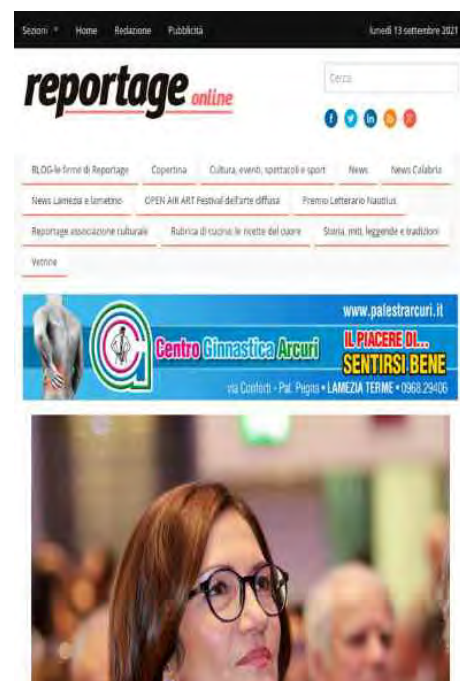 Sezioni Home Redazione Pubblicità lunedì 13 settembre 2021
reportage online
Cerca
BLOG-le firme di Reportage Copertina Cultura, eventi, spettacoli e sport News News Calabria
News Lamezia e lametino OPEN AIR ART Festival dell'arte diffusa Premio Letterario Nautilus
Reportage associazione culturale Rubrica di cucina: le ricette del cuore Storia, miti, leggende e tradizioni
Vetrine
www.palestrarcuri.it
Centro Ginnastica Arcuri
IL PIACERE DI...
SENTIRSI BENE
via Conforti - Pal. Pagna • LAMEZIA TERME • 0968.29406